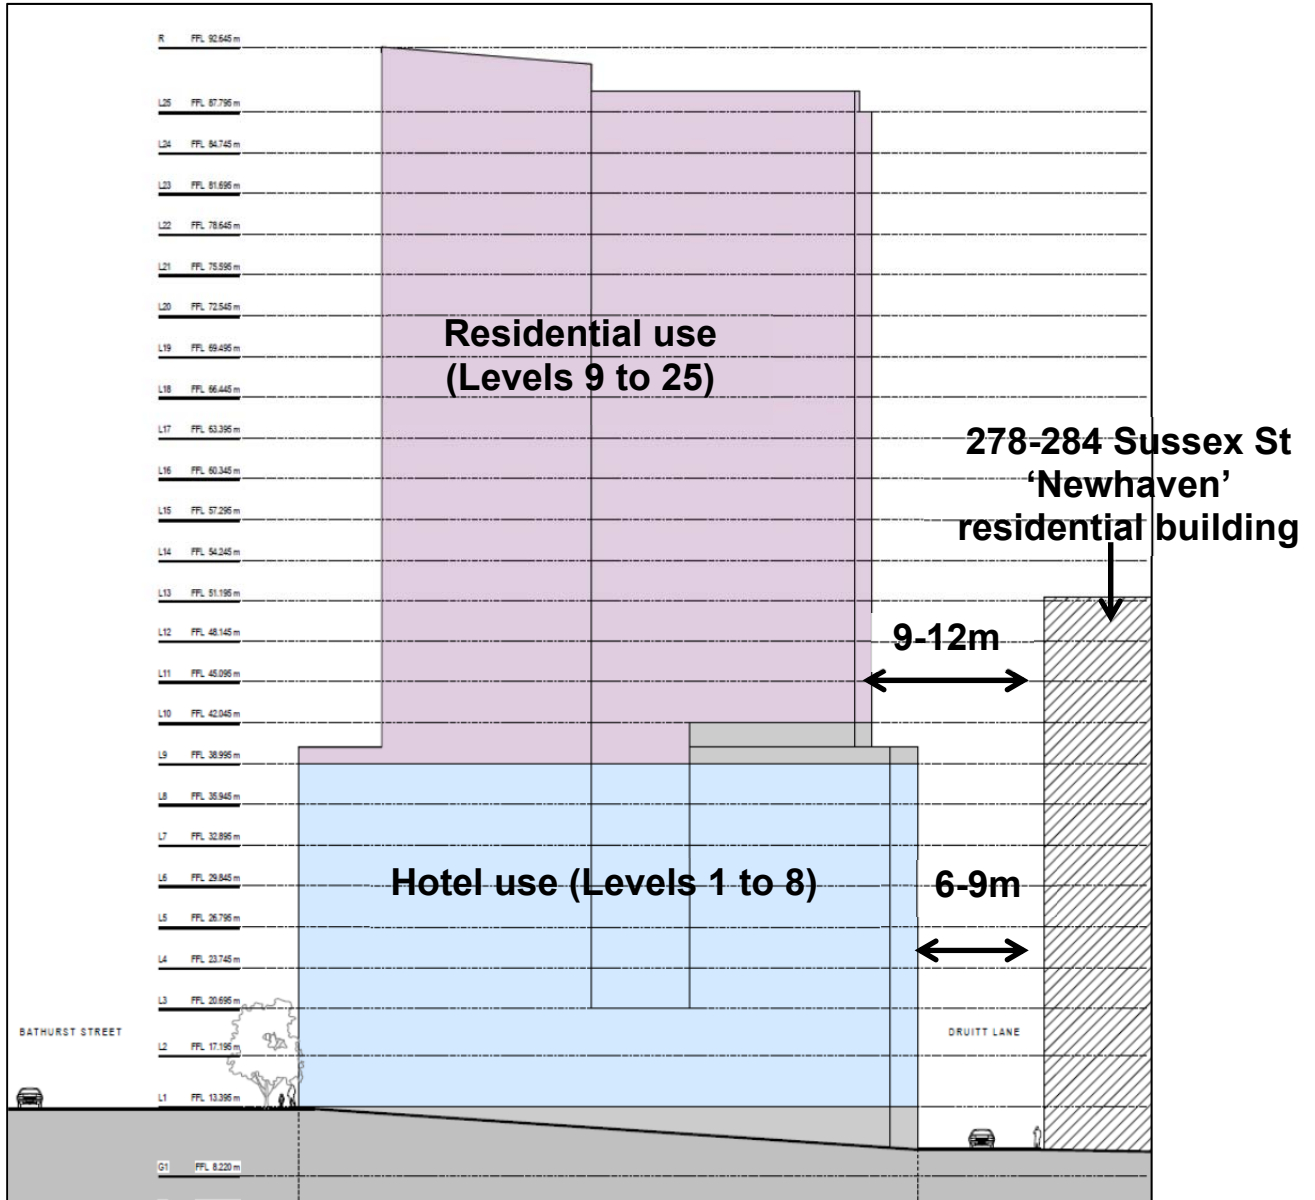 R FFL 92.645 m
L25 FFL 87.795 m
L24 FFL 84.745 m
L23 FFL 81.695 m
L22 FFL 78.645 m
L21 FFL 75.595 m
L20 FFL 72.545 m
Residential use
(Levels 9 to 25)
L19 FFL 69.495 m
L18 FFL 66.445 m
L17 FFL 63.395 m
278-284 Sussex St
‘Newhaven’
residential building
L16 FFL 60.345 m
L15 FFL 57.295 m
L14 FFL 54.245 m
L13 FFL 51.195 m
L12 FFL 48.145 m
9-12m
L11 FFL 45.095 m
L10 FFL 42.045 m
L9 FFL 38.995 m
L8 FFL 35.945 m
L7 FFL 32.895 m
L6 FFL 29.845 m
Hotel use (Levels 1 to 8)
6-9m
L5 FFL 26.795 m
L4 FFL 23.745 m
L3 FFL 20.695 m
BATHURST STREET
DRUITT LANE
L2 FFL 17.195 m
L1 FFL 13.395 m
G1 FFL 8.220 m